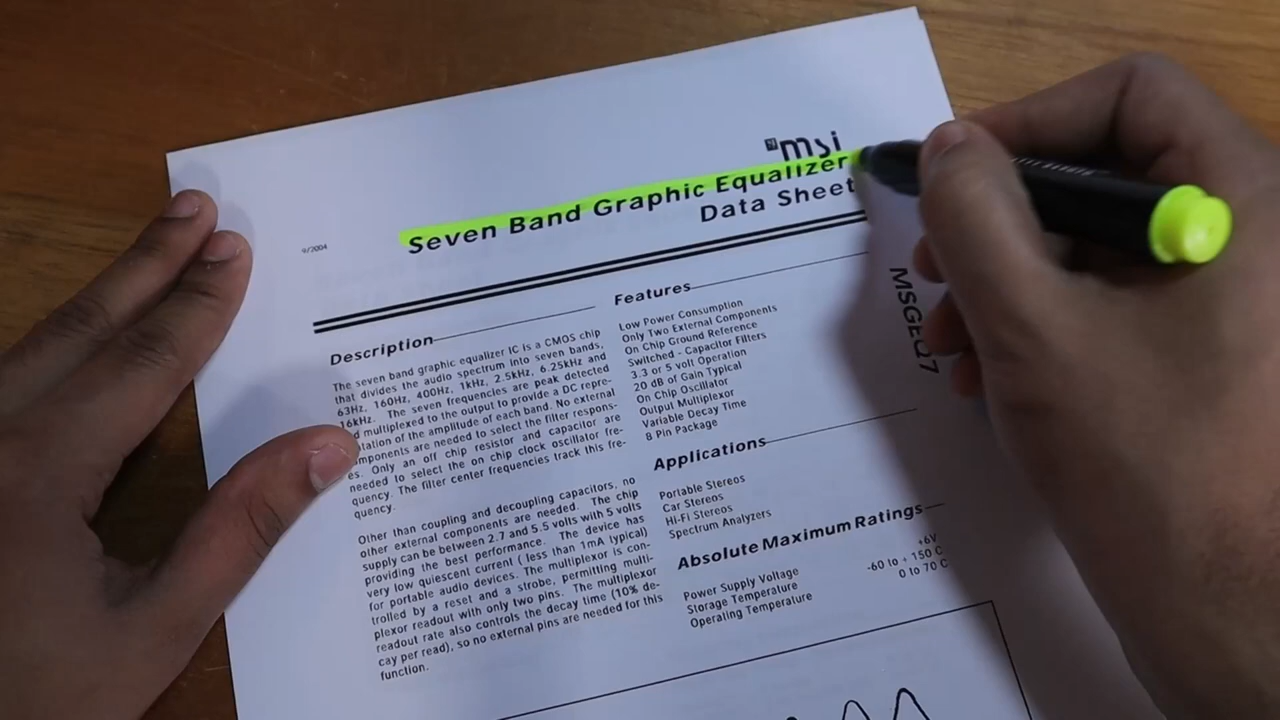 msi
Seven Band Graphic Equalizer
Data Sheet
9/2004
MSGEQ7
Description
The seven band graphic equalizer IC is a CMOS chip
that divides the audio spectrum into seven bands,
63Hz, 160Hz, 400Hz, 1kHz, 2.5kHz, 6.25kHz and
16kHz. The seven frequencies are peak detected
d multiplexed to the output to provide a DC repre-
tation of the amplitude of each band. No external
mponents are needed to select the filter respons-
es. Only an off chip resistor and capacitor are
needed to select the on chip clock oscillator fre-
quency. The filter center frequencies track this fre-
quency.
Other than coupling and decoupling capacitors, no
other external components are needed. The chip
supply can be between 2.7 and 5.5 volts with 5 volts
providing the best performance. The device has
very low quiescent current ( less than 1mA typical)
for portable audio devices. The multiplexor is con-
trolled by a reset and a strobe, permitting multi-
plexor readout with only two pins. The multiplexor
readout rate also controls the decay time (10% de-
cay per read), so no external pins are needed for this
function.
Features
Low Power Consumption
Only Two External Components
On Chip Ground Reference
Switched - Capacitor Filters
3.3 or 5 volt Operation
20 dB of Gain Typical
On Chip Oscillator
Output Multiplexor
Variable Decay Time
8 Pin Package
Applications
Portable Stereos
Car Stereos
Hi-Fi Stereos
Spectrum Analyzers
Absolute Maximum Ratings
Power Supply Voltage +6V
Storage Temperature -60 to + 150 C
Operating Temperature 0 to 70 C